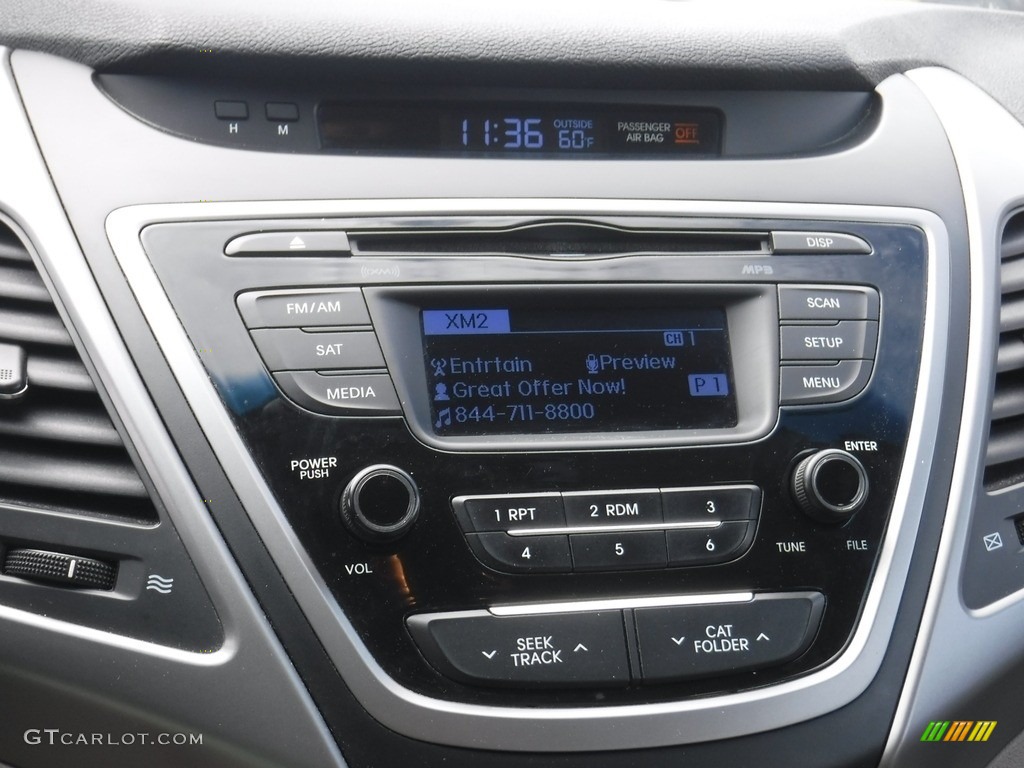 H M 11:36 OUTSIDE 60°F PASSENGER AIR BAG OFF
DISP
MP3
FM/AM
SAT
MEDIA
XM2
CH 1
Entrtain Preview
Great Offer Now! P 1
844-711-8800
SCAN
SETUP
MENU
POWER
PUSH
VOL
ENTER
TUNE FILE
1 RPT 2 RDM 3
4 5 6
SEEK
TRACK
CAT
FOLDER
GTCARLOT.COM